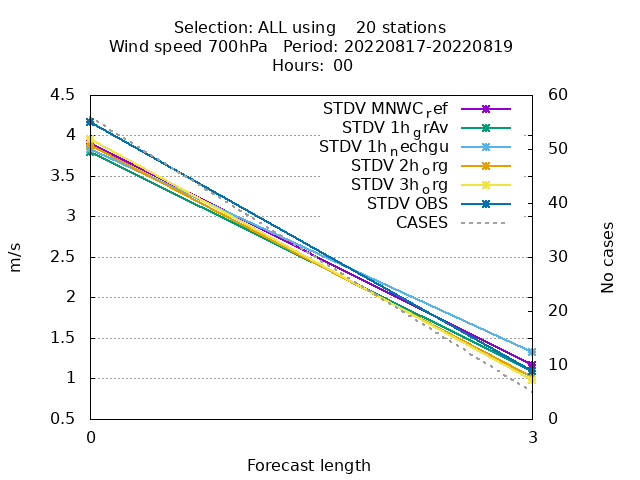 Selection: ALL using    20 stations
Wind speed 700hPa   Period: 20220817-20220819
Hours:  00
4.5
4
3.5
3
2.5
2
1.5
1
0.5
m/s
STDV MNWC_ref
STDV 1h_grAv
STDV 1h_nechgu
STDV 2h_org
STDV 3h_org
STDV OBS
CASES
60
50
40
30
20
10
0
No cases
0
3
Forecast length